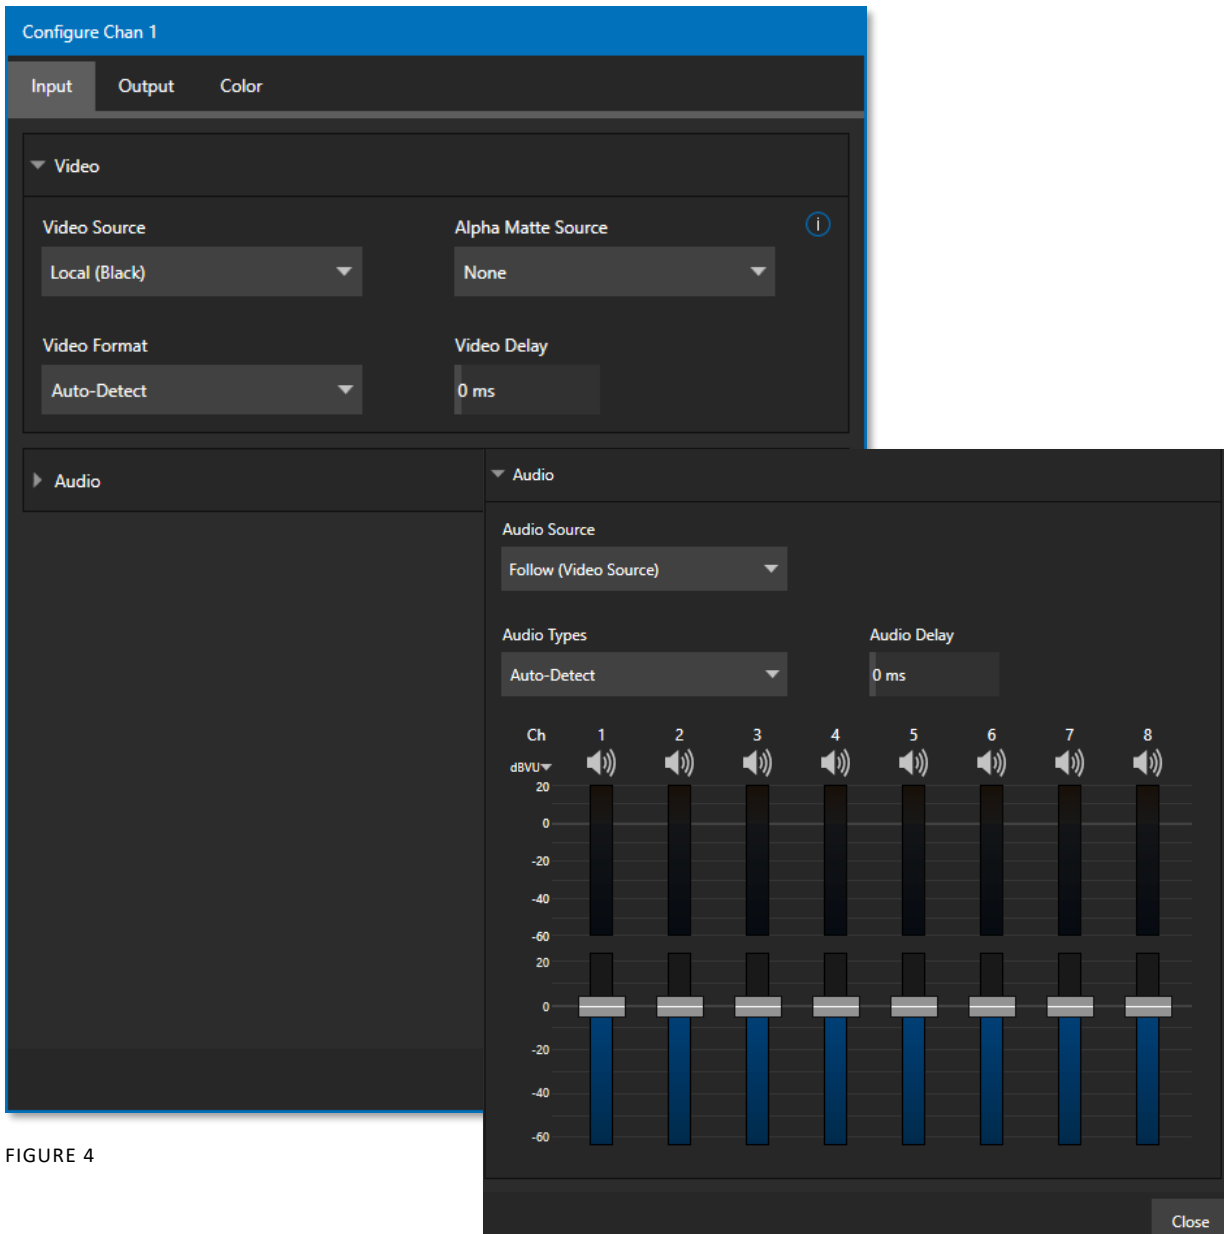 Configure Chan 1
Input Output Color
Video
Video Source Alpha Matte Source i
Local (Black) None
Video Format Video Delay
Auto-Detect 0 ms
Audio
Audio
Audio Source
Follow (Video Source)
Audio Types Audio Delay
Auto-Detect 0 ms
Ch 1 2 3 4 5 6 7 8
dBVU
20
0
-20
-40
-60
20
0
-20
-40
-60
Close
FIGURE 4